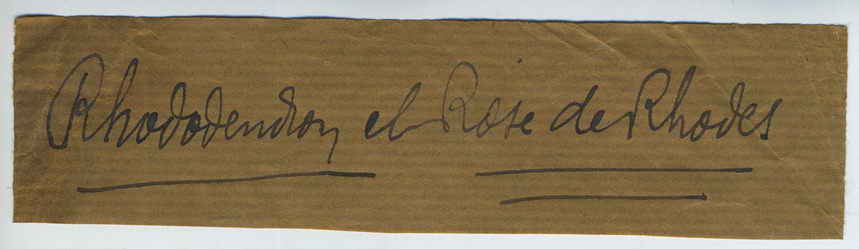 Rhododendron et Rose de Rhodes